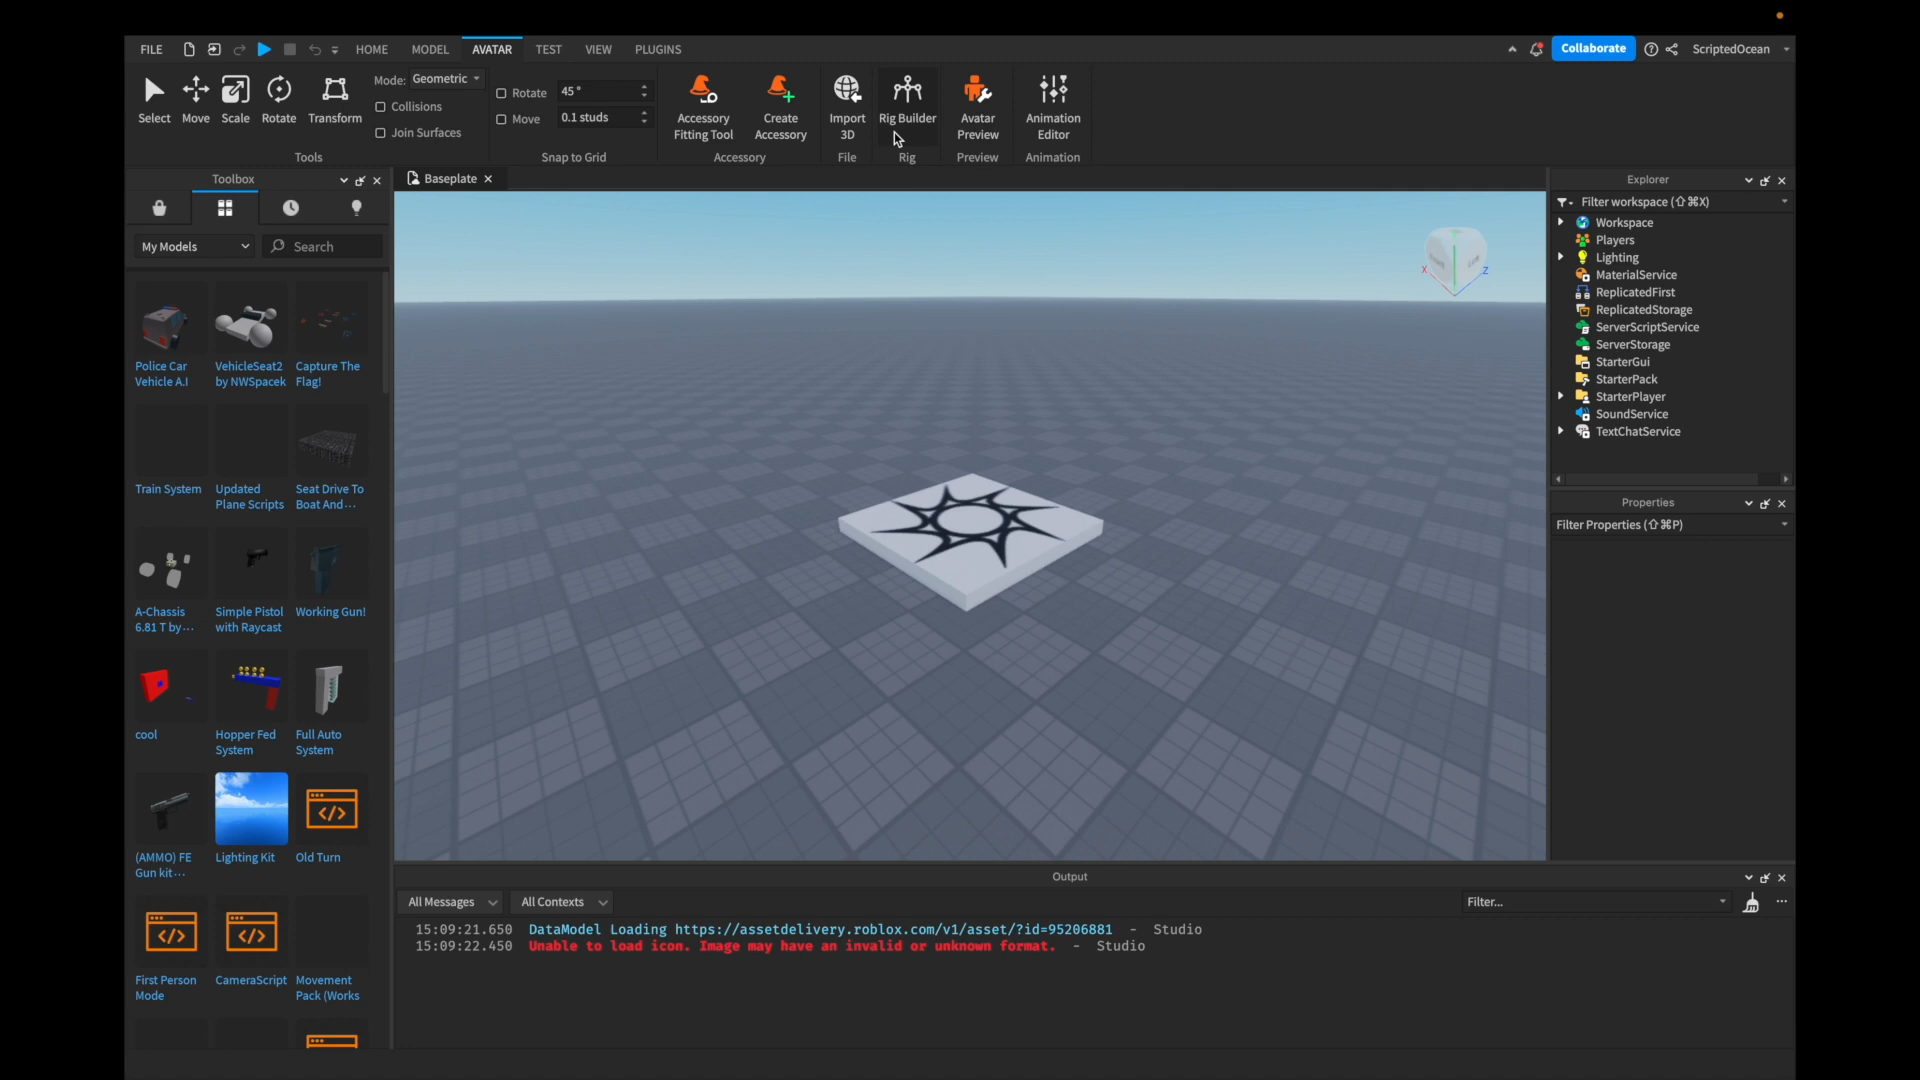 FILE HOME MODEL AVATAR TEST VIEW PLUGINS Collaborate ScriptedOcean
Select Move Scale Rotate Transform
Mode: Geometric
Collisions
Join Surfaces
Tools
Rotate 45 °
Move 0.1 studs
Snap to Grid
Accessory
Fitting Tool
Create
Accessory
Accessory
Import
3D
File
Rig Builder
Rig
Avatar
Preview
Preview
Animation
Editor
Animation
Toolbox
My Models Search
Police Car
Vehicle A.I
VehicleSeat2
by NWSpacek
Capture The
Flag!
Train System
Updated
Plane Scripts
Seat Drive To
Boat And...
A-Chassis
6.81 T by...
Simple Pistol
with Raycast
Working Gun!
cool
Hopper Fed
System
Full Auto
System
(AMMO) FE
Gun kit...
Lighting Kit
Old Turn
First Person
Mode
CameraScript
Movement
Pack (Works
Baseplate
X Z
Explorer
Filter workspace (⇧⌘X)
Workspace
Players
Lighting
MaterialService
ReplicatedFirst
ReplicatedStorage
ServerScriptService
ServerStorage
StarterGui
StarterPack
StarterPlayer
SoundService
TextChatService
Properties
Filter Properties (⇧⌘P)
Output
All Messages All Contexts Filter...
15:09:21.650 DataModel Loading https://assetdelivery.roblox.com/v1/asset/?id=95206881 - Studio
15:09:22.450 Unable to load icon. Image may have an invalid or unknown format. - Studio